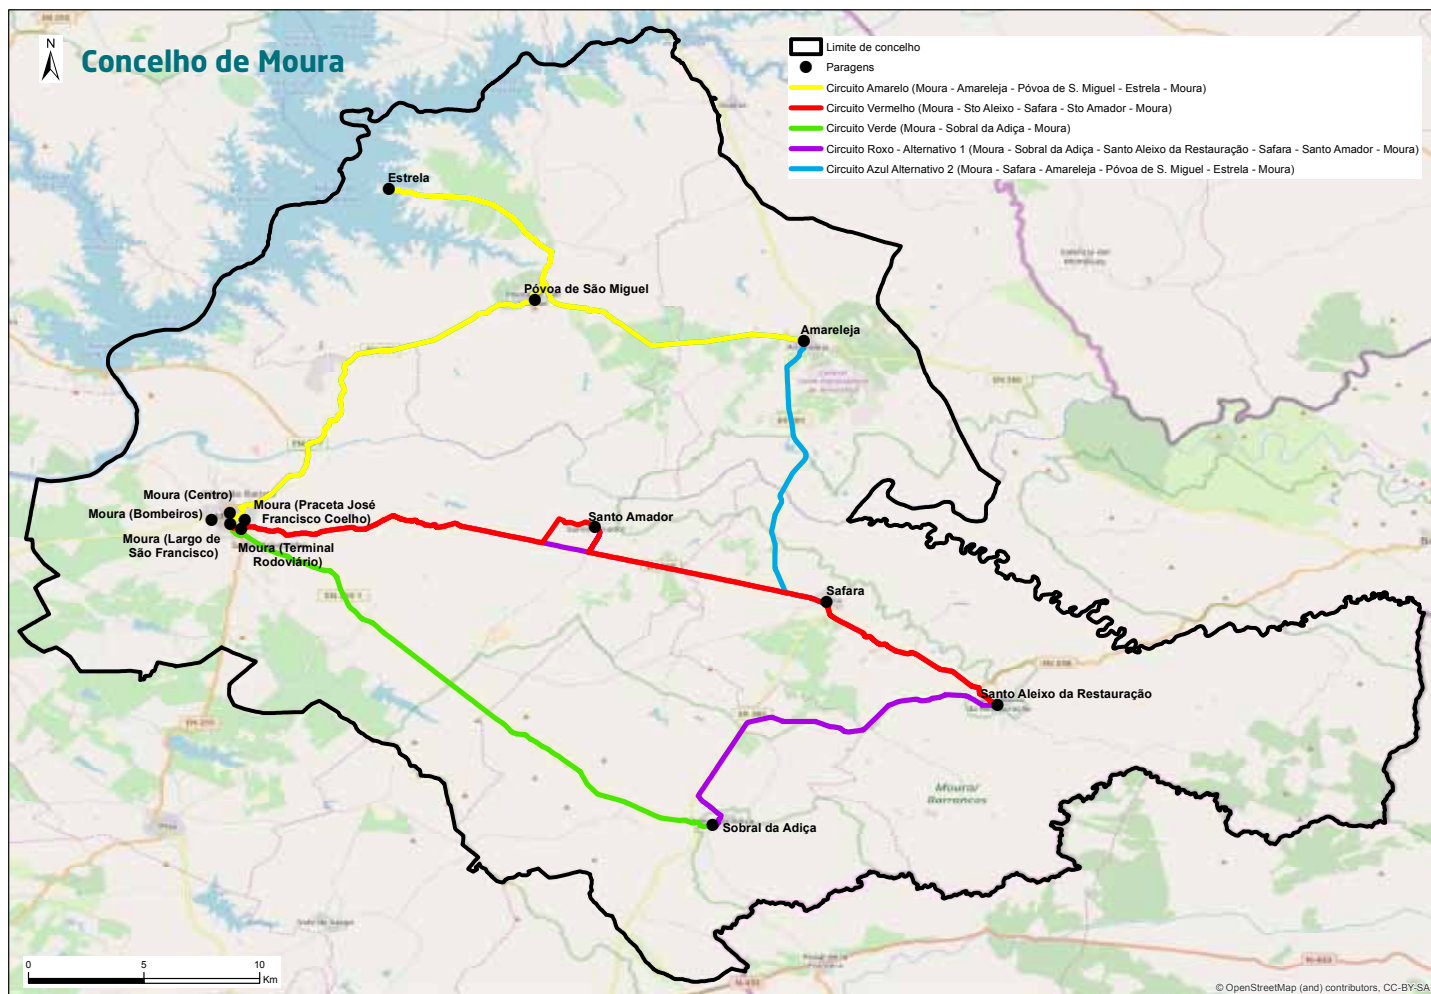 N
Concelho de Moura
Limite de concelho
Paragens
Circuito Amarelo (Moura - Amareleja - Póvoa de S. Miguel - Estrela - Moura)
Circuito Vermelho (Moura - Sto Aleixo - Safara - Sto Amador - Moura)
Circuito Verde (Moura - Sobral da Adiça - Moura)
Circuito Roxo - Alternativo 1 (Moura - Sobral da Adiça - Santo Aleixo da Restauração - Safara - Santo Amador - Moura)
Circuito Azul Alternativo 2 (Moura - Safara - Amareleja - Póvoa de S. Miguel - Estrela - Moura)
Estrela
Póvoa de São Miguel
Amareleja
Moura (Centro)
Moura (Praceta José
Francisco Coelho)
Moura (Bombeiros)
Santo Amador
Moura (Largo de
São Francisco)
Moura (Terminal
Rodoviário)
Safara
Santo Aleixo da Restauração
Moura/
Barrancos
Sobral da Adiça
0 5 10
Km
© OpenStreetMap (and) contributors, CC-BY-SA